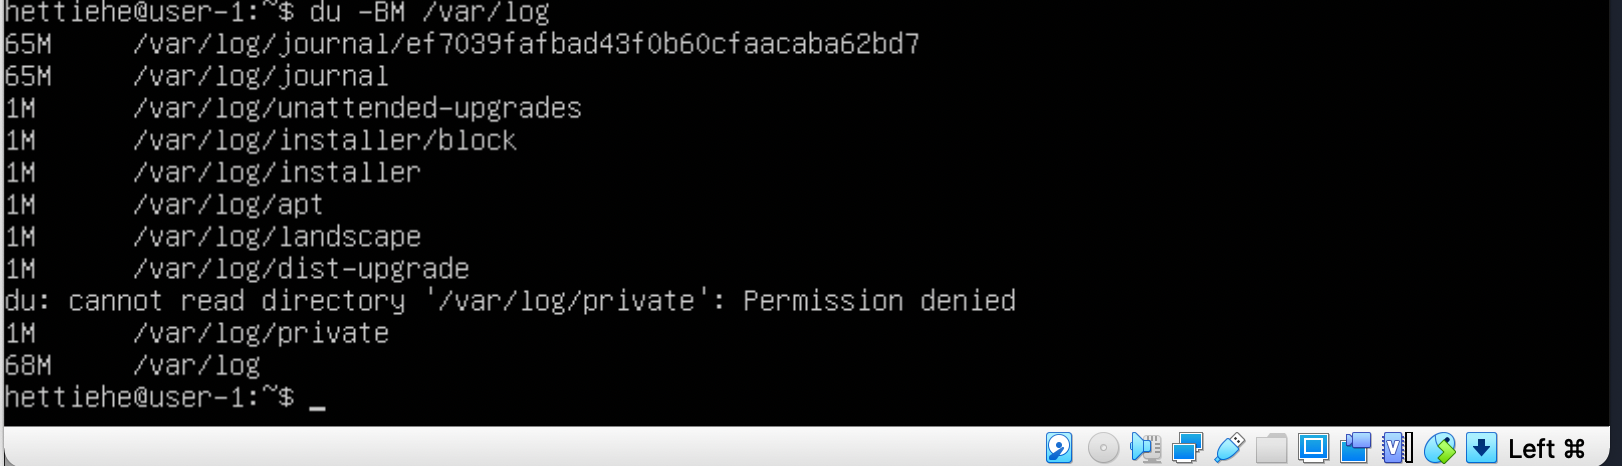 hettiehe@user-1:~$ du -BM /var/log
65M /var/log/journal/ef7039fafbad43f0b60cfaacaba62bd7
65M /var/log/journal
1M /var/log/unattended-upgrades
1M /var/log/installer/block
1M /var/log/installer
1M /var/log/apt
1M /var/log/landscape
1M /var/log/dist-upgrade
du: cannot read directory '/var/log/private': Permission denied
1M /var/log/private
68M /var/log
hettiehe@user-1:~$ _
Left ⌘